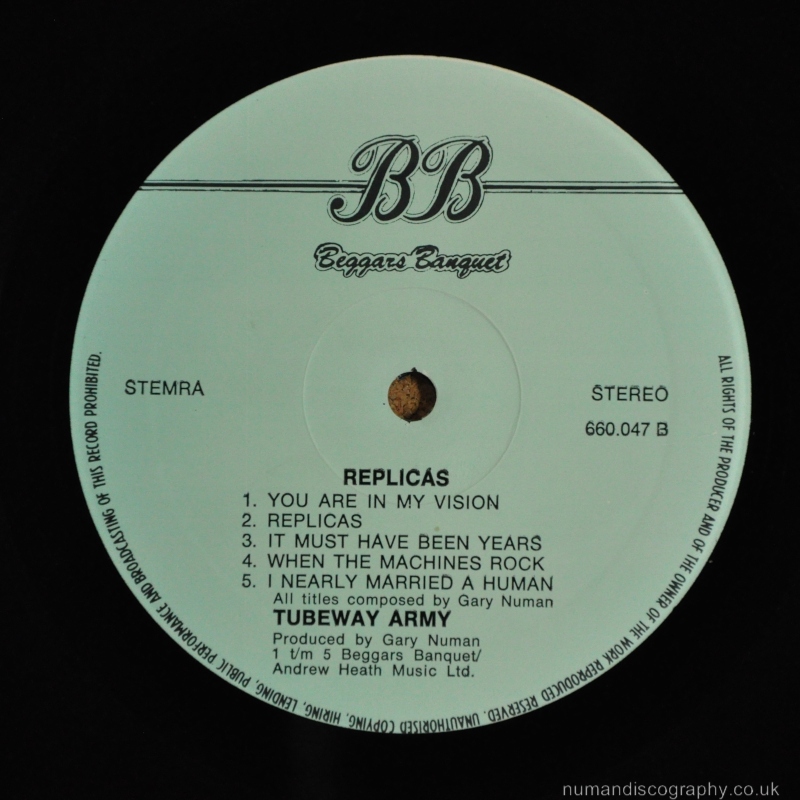 BB
Beggars Banquet
STEMRA
STEREO
660.047 B
REPLICAS
1. YOU ARE IN MY VISION
2. REPLICAS
3. IT MUST HAVE BEEN YEARS
4. WHEN THE MACHINES ROCK
5. I NEARLY MARRIED A HUMAN
All titles composed by Gary Numan
TUBEWAY ARMY
Produced by Gary Numan
1 t/m 5 Beggars Banquet/
Andrew Heath Music Ltd.
ALL RIGHTS OF THE PRODUCER AND OF THE OWNER OF THE WORK REPRODUCED RESERVED. UNAUTHORISED COPYING, HIRING, LENDING, PUBLIC PERFORMANCE AND BROADCASTING OF THIS RECORD PROHIBITED.
numandiscography.co.uk